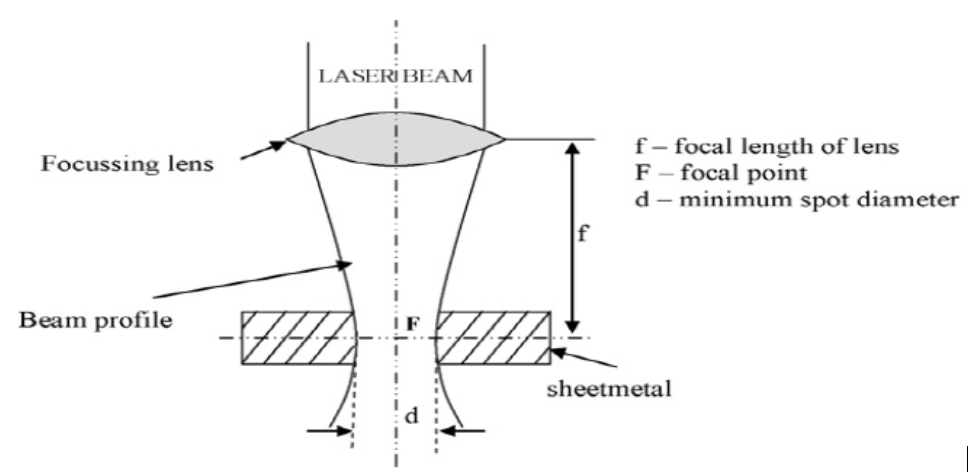 LASER BEAM
Focussing lens
f – focal length of lens
F – focal point
d – minimum spot diameter
f
Beam profile
F
sheetmetal
d